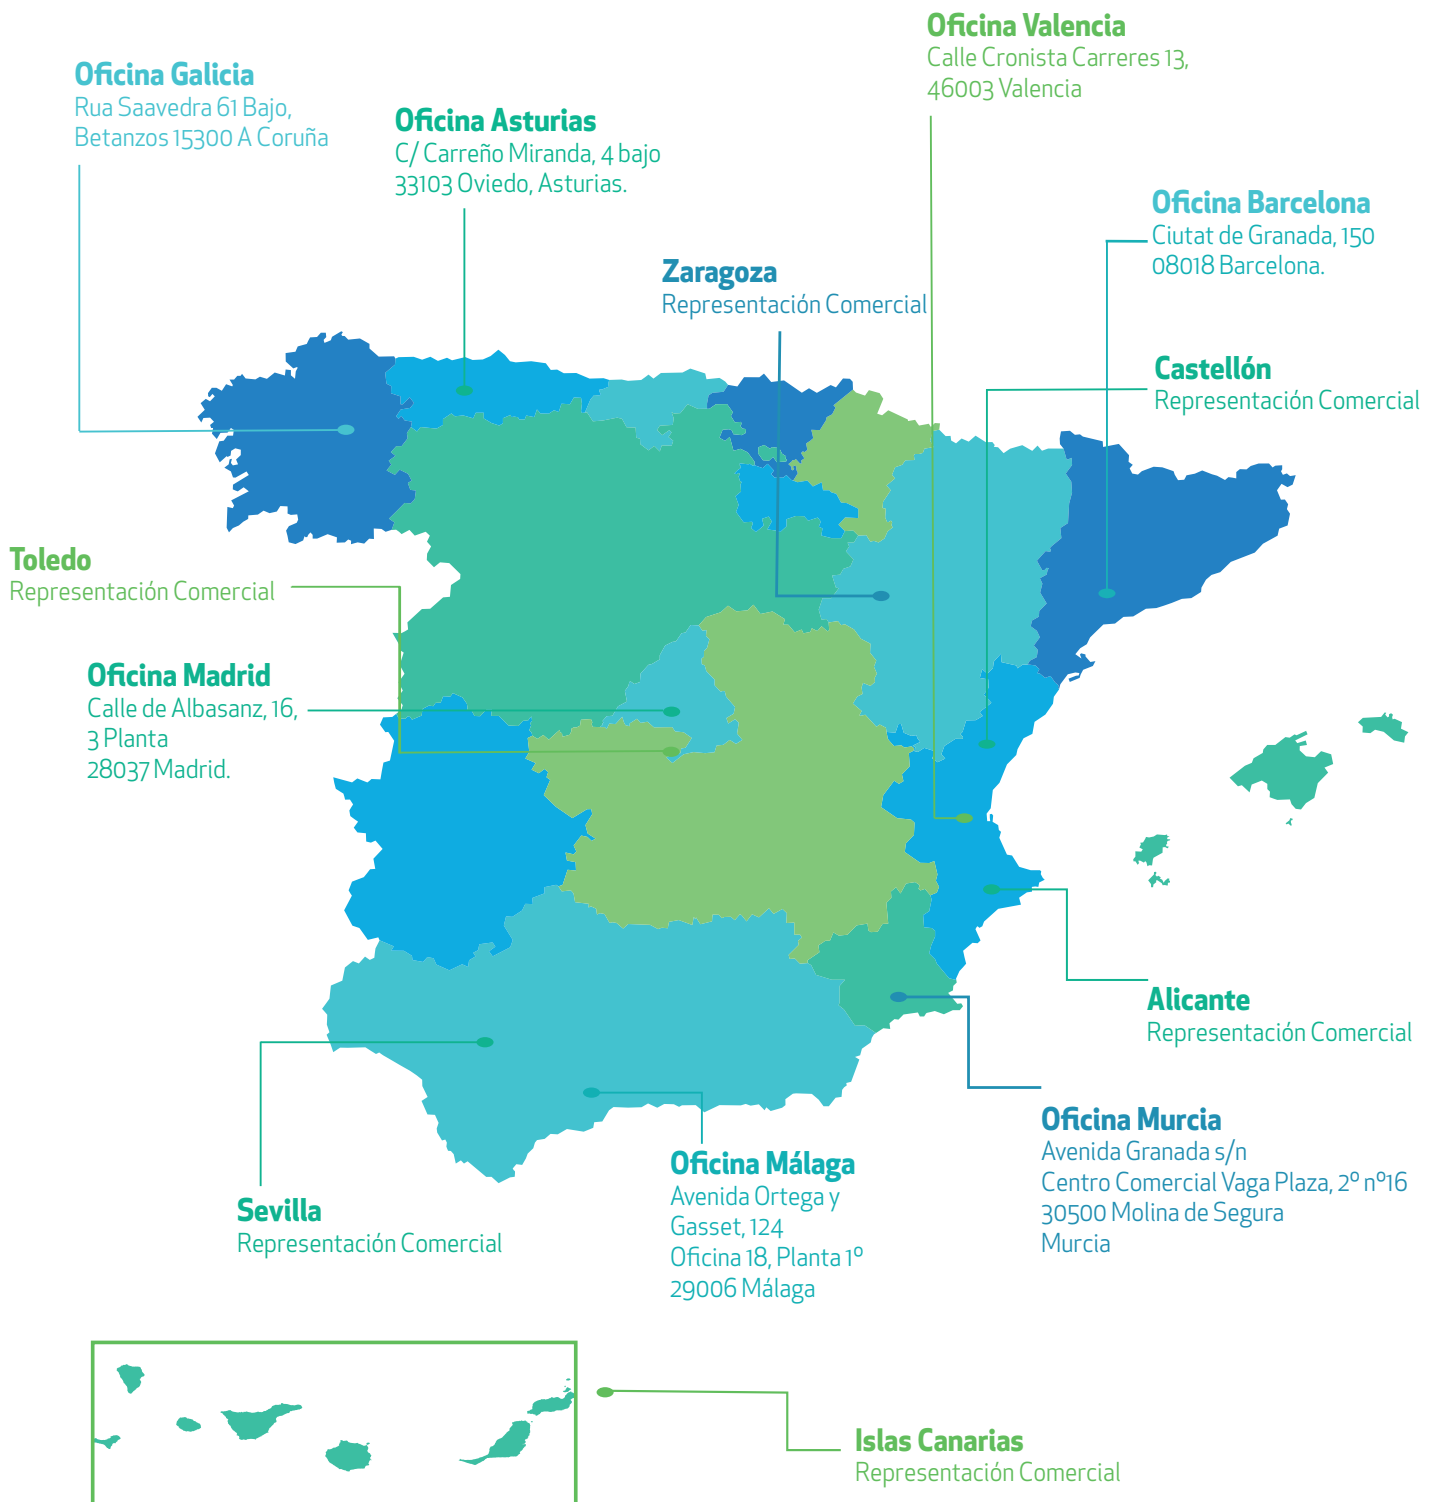 Oficina Valencia
Calle Cronista Carreres 13,
46003 Valencia
Oficina Galicia
Rua Saavedra 61 Bajo,
Betanzos 15300 A Coruña
Oficina Asturias
C/ Carreño Miranda, 4 bajo
33103 Oviedo, Asturias.
Oficina Barcelona
Ciutat de Granada, 150
08018 Barcelona.
Zaragoza
Representación Comercial
Castellón
Representación Comercial
Toledo
Representación Comercial
Oficina Madrid
Calle de Albasanz, 16,
3 Planta
28037 Madrid.
Alicante
Representación Comercial
Oficina Murcia
Avenida Granada s/n
Centro Comercial Vaga Plaza, 2º nº16
30500 Molina de Segura
Murcia
Oficina Málaga
Avenida Ortega y
Gasset, 124
Oficina 18, Planta 1º
29006 Málaga
Sevilla
Representación Comercial
Islas Canarias
Representación Comercial